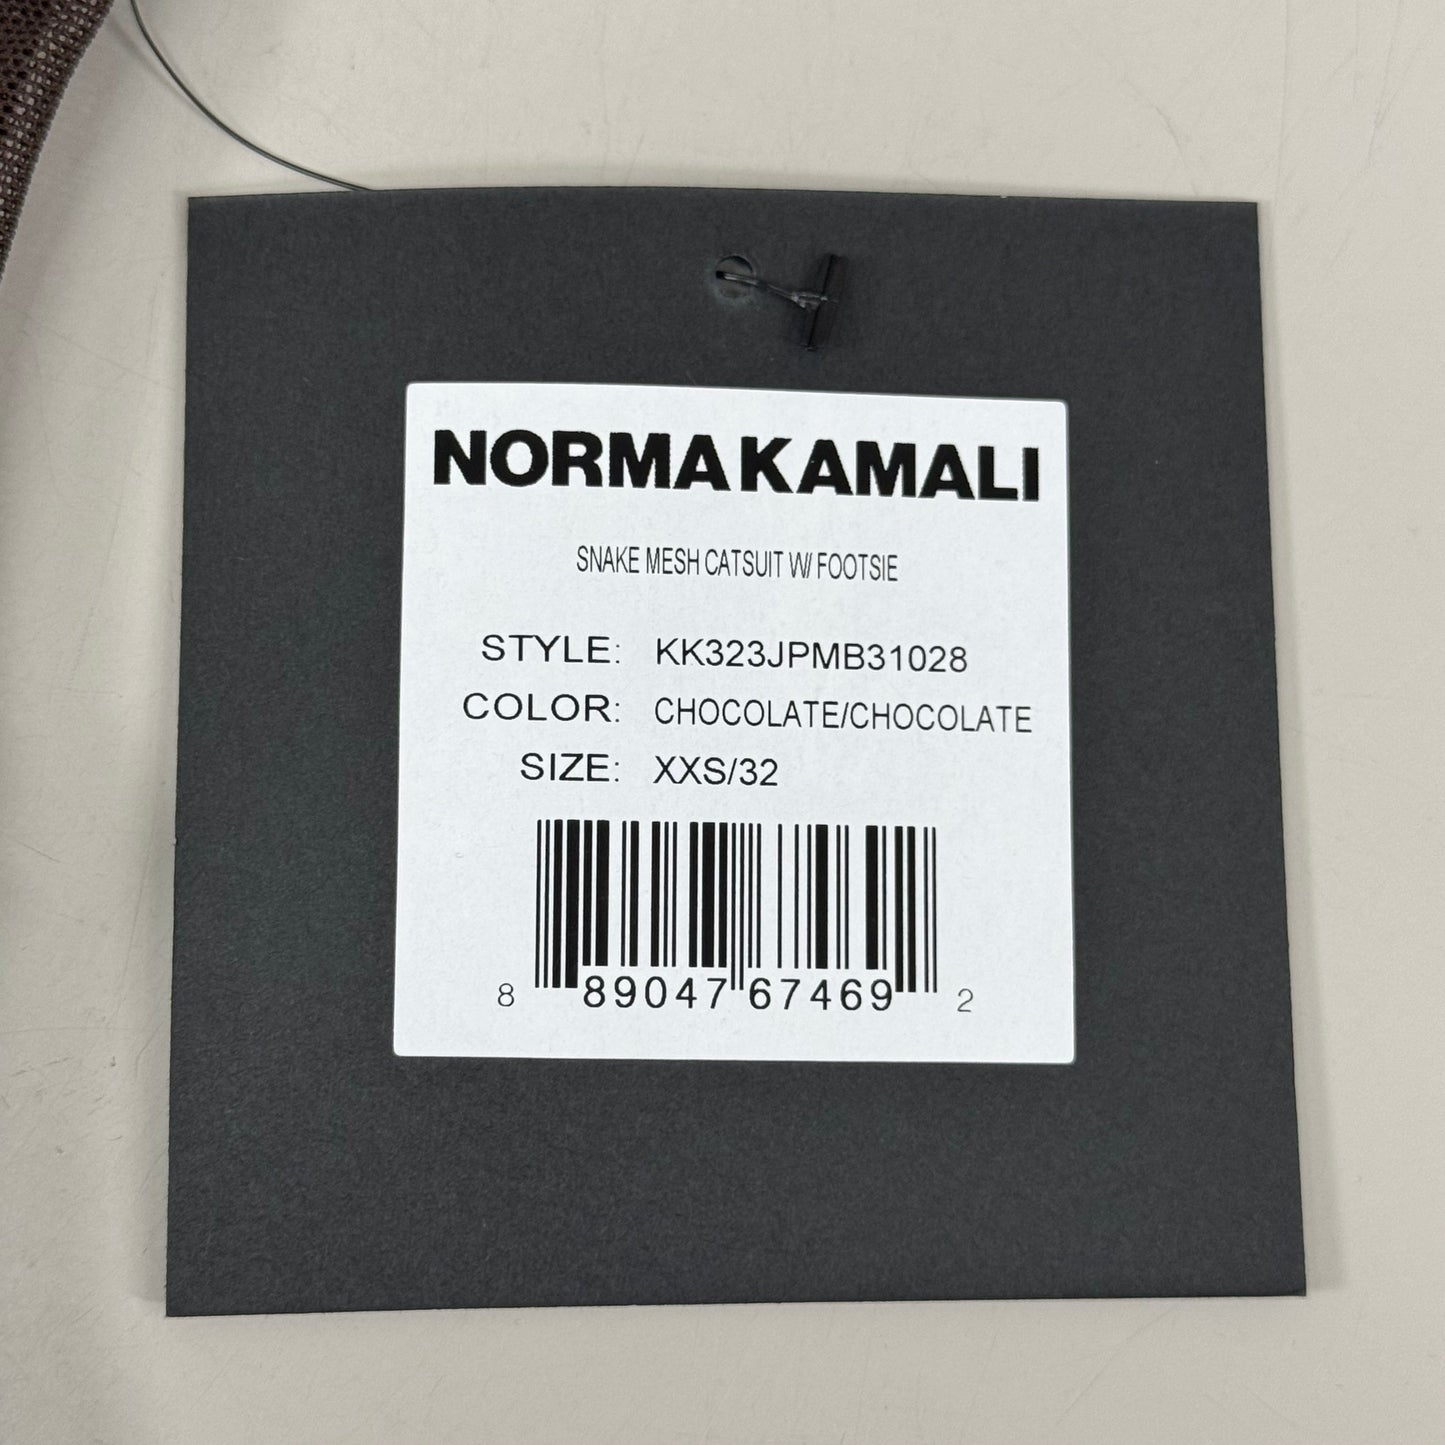 NORMA KAMALI
SNAKE MESH CATSUIT W/ FOOTSIE
STYLE: KK323JPMB31028
COLOR: CHOCOLATE/CHOCOLATE
SIZE: XXS/32
8 89047 67469 2